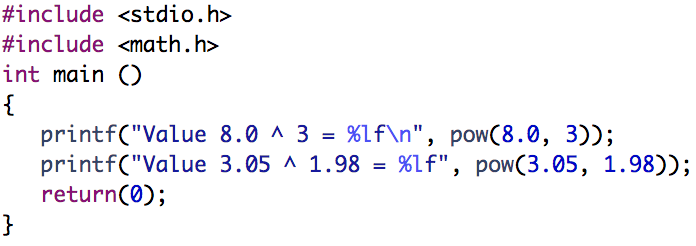 #include <stdio.h>
#include <math.h>
int main ()
{
   printf("Value 8.0 ^ 3 = %lf\n", pow(8.0, 3));
   printf("Value 3.05 ^ 1.98 = %lf", pow(3.05, 1.98));
   return(0);
}